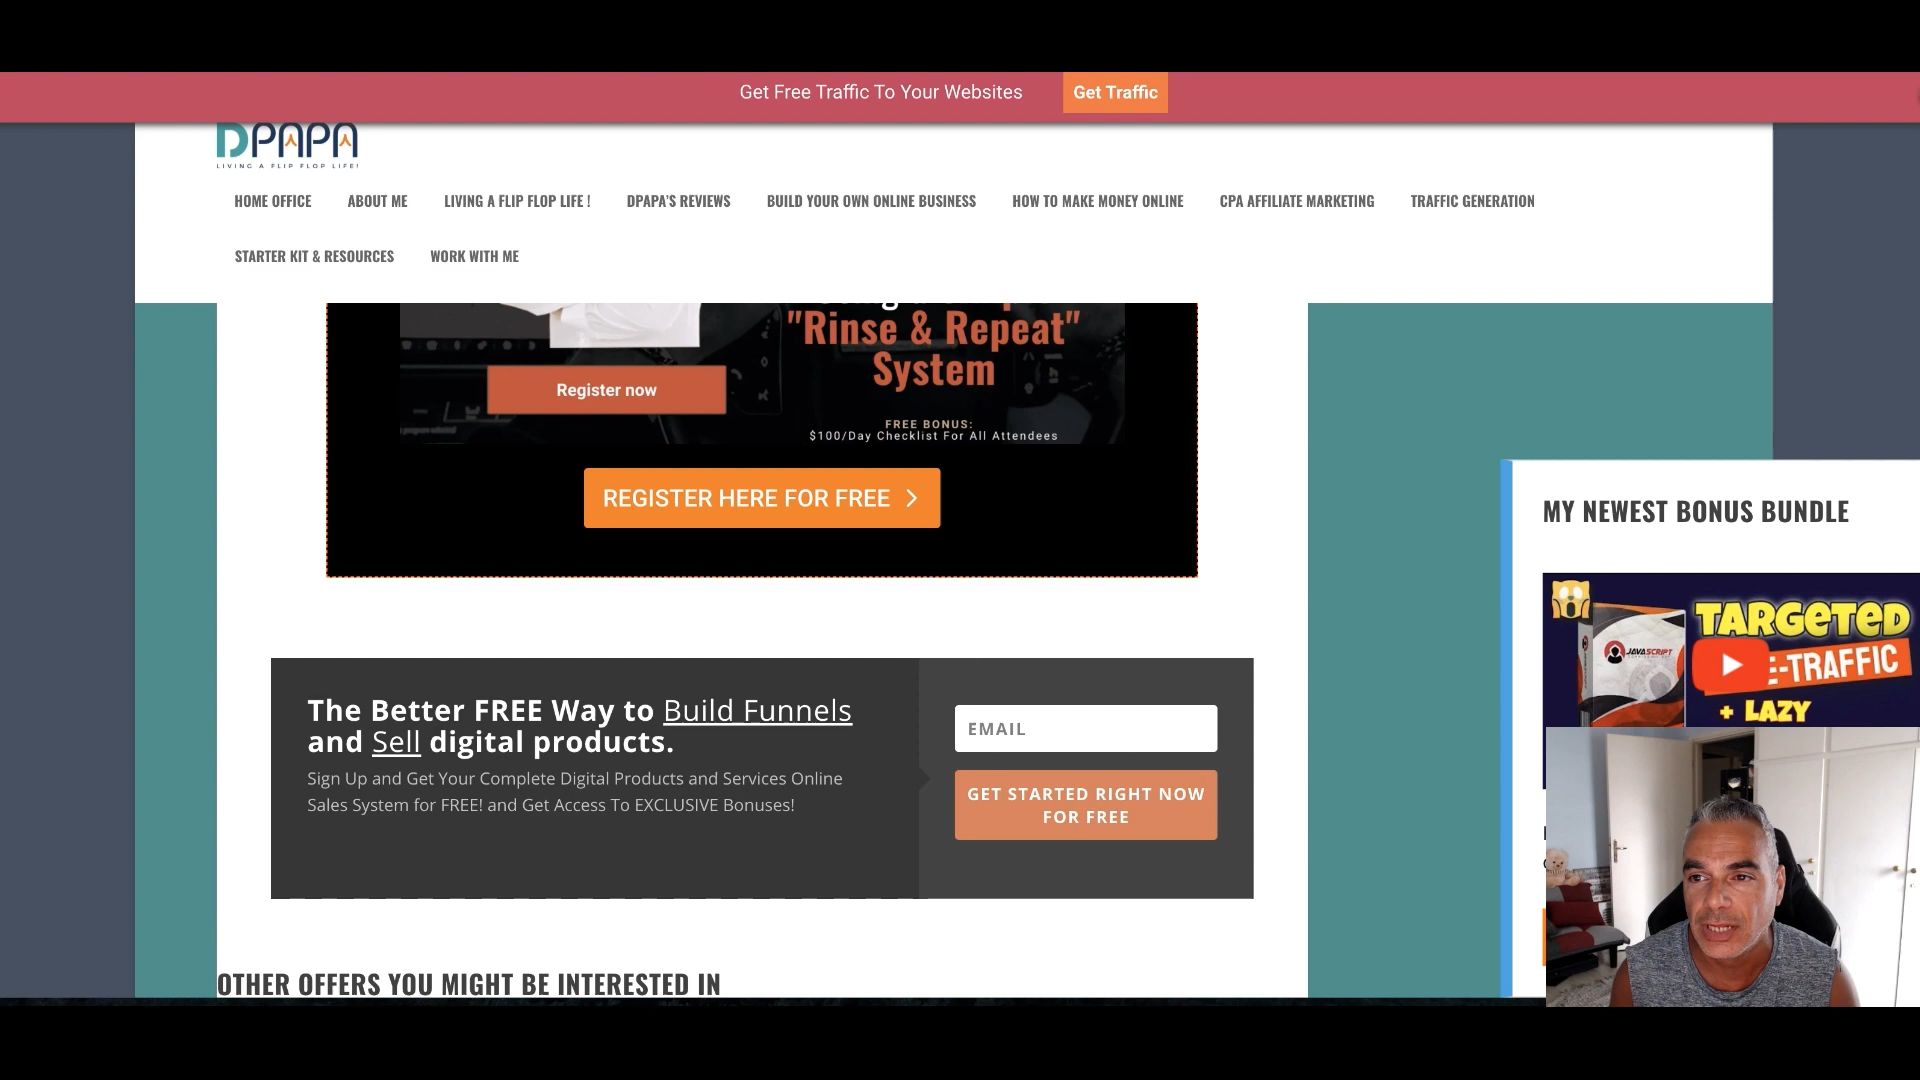 Get Free Traffic To Your Websites
Get Traffic
DPAPA
LIVING A FLIP FLOP LIFE!
HOME OFFICE ABOUT ME LIVING A FLIP FLOP LIFE ! DPAPA'S REVIEWS BUILD YOUR OWN ONLINE BUSINESS HOW TO MAKE MONEY ONLINE CPA AFFILIATE MARKETING TRAFFIC GENERATION
STARTER KIT & RESOURCES WORK WITH ME
"Rinse & Repeat"
System
Register now
FREE BONUS:
$100/Day Checklist For All Attendees
REGISTER HERE FOR FREE
The Better FREE Way to Build Funnels
and Sell digital products.
Sign Up and Get Your Complete Digital Products and Services Online
Sales System for FREE! and Get Access To EXCLUSIVE Bonuses!
EMAIL
GET STARTED RIGHT NOW
FOR FREE
OTHER OFFERS YOU MIGHT BE INTERESTED IN
MY NEWEST BONUS BUNDLE
JAVASCRIPT
TARGETED
E-TRAFFIC
+ LAZY